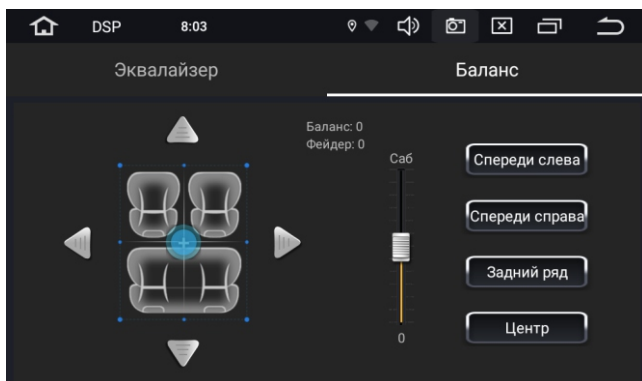 DSP 8:03
Эквалайзер Баланс
Баланс: 0
Фейдер: 0
Саб
0
Спереди слева
Спереди справа
Задний ряд
Центр